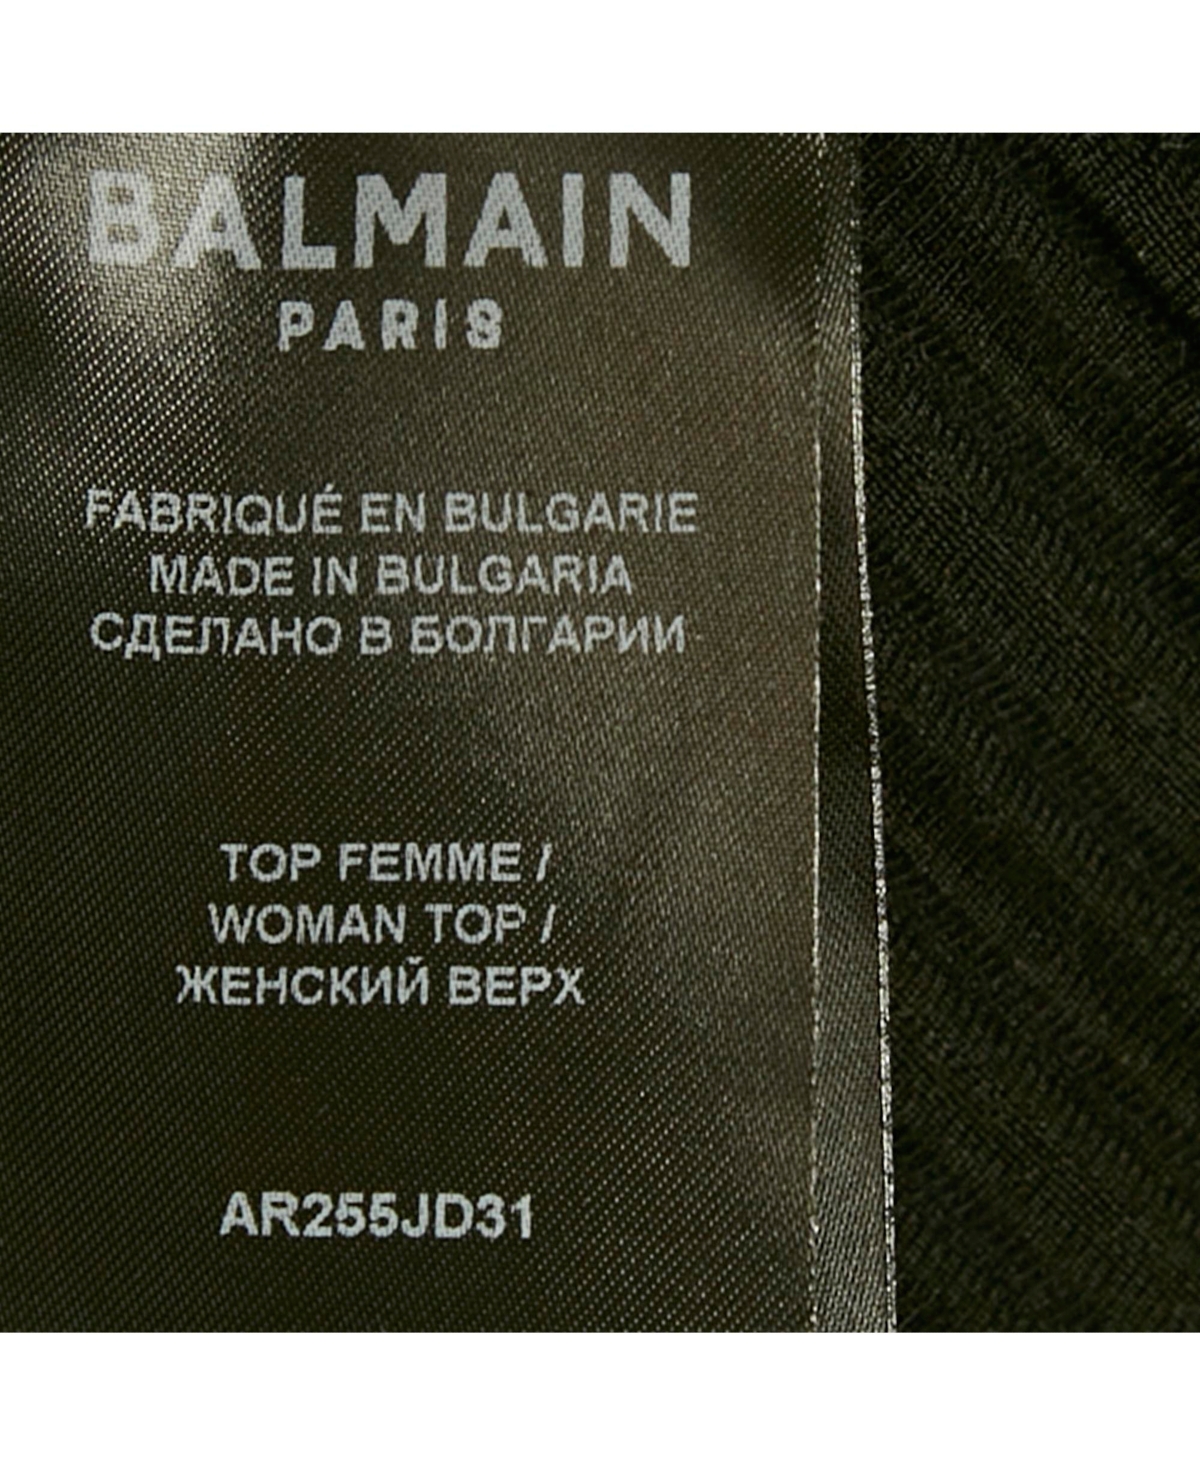 BALMAIN
PARIS
FABRIQUÉ EN BULGARIE
MADE IN BULGARIA
СДЕЛАНО В БОЛГАРИИ
TOP FEMME /
WOMAN TOP /
ЖЕНСКИЙ ВЕРХ
AR255JD31